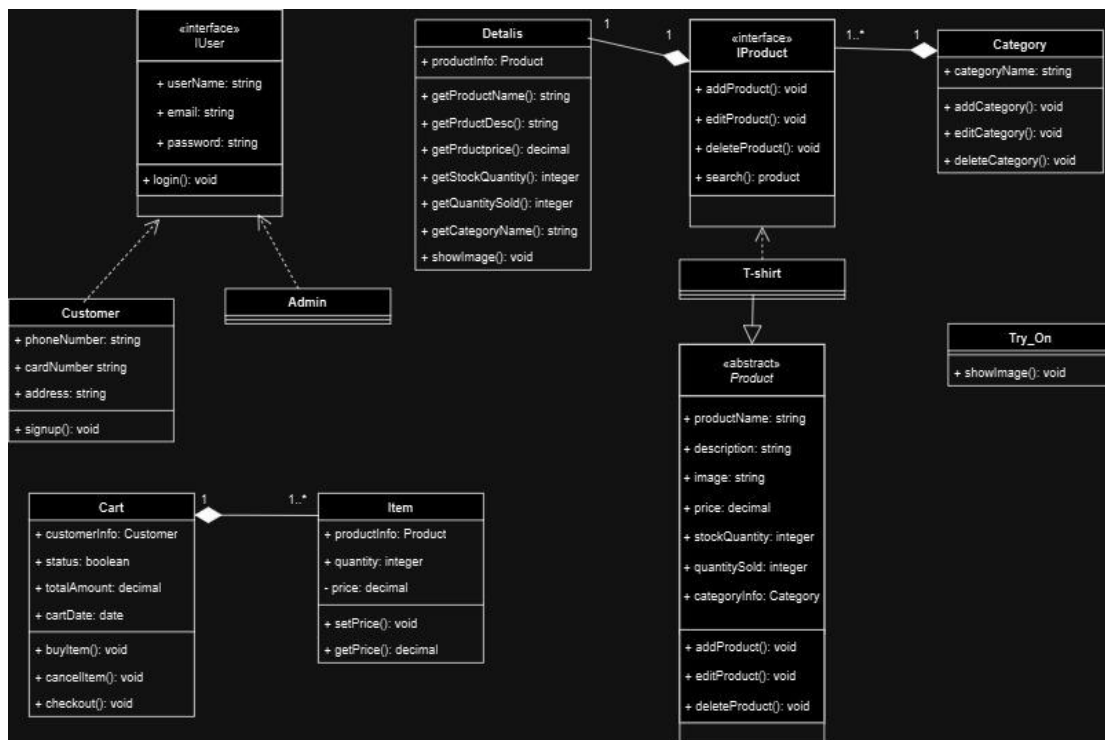 «interface»
IUser
+ userName: string
+ email: string
+ password: string
+ login(): void
Detalis
+ productInfo: Product
+ getProductName(): string
+ getPrductDesc(): string
+ getPrductprice(): decimal
+ getStockQuantity(): integer
+ getQuantitySold(): integer
+ getCategoryName(): string
+ showImage(): void
1
1
«interface»
IProduct
+ addProduct(): void
+ editProduct(): void
+ deleteProduct(): void
+ search(): product
1..*
1
Category
+ categoryName: string
+ addCategory(): void
+ editCategory(): void
+ deleteCategory(): void
Customer
+ phoneNumber: string
+ cardNumber string
+ address: string
+ signup(): void
Admin
T-shirt
«abstract»
Product
+ productName: string
+ description: string
+ image: string
+ price: decimal
+ stockQuantity: integer
+ quantitySold: integer
+ categoryInfo: Category
+ addProduct(): void
+ editProduct(): void
+ deleteProduct(): void
Try_On
+ showImage(): void
Cart
+ customerInfo: Customer
+ status: boolean
+ totalAmount: decimal
+ cartDate: date
+ buyItem(): void
+ cancelItem(): void
+ checkout(): void
1
1..*
Item
+ productInfo: Product
+ quantity: integer
- price: decimal
+ setPrice(): void
+ getPrice(): decimal